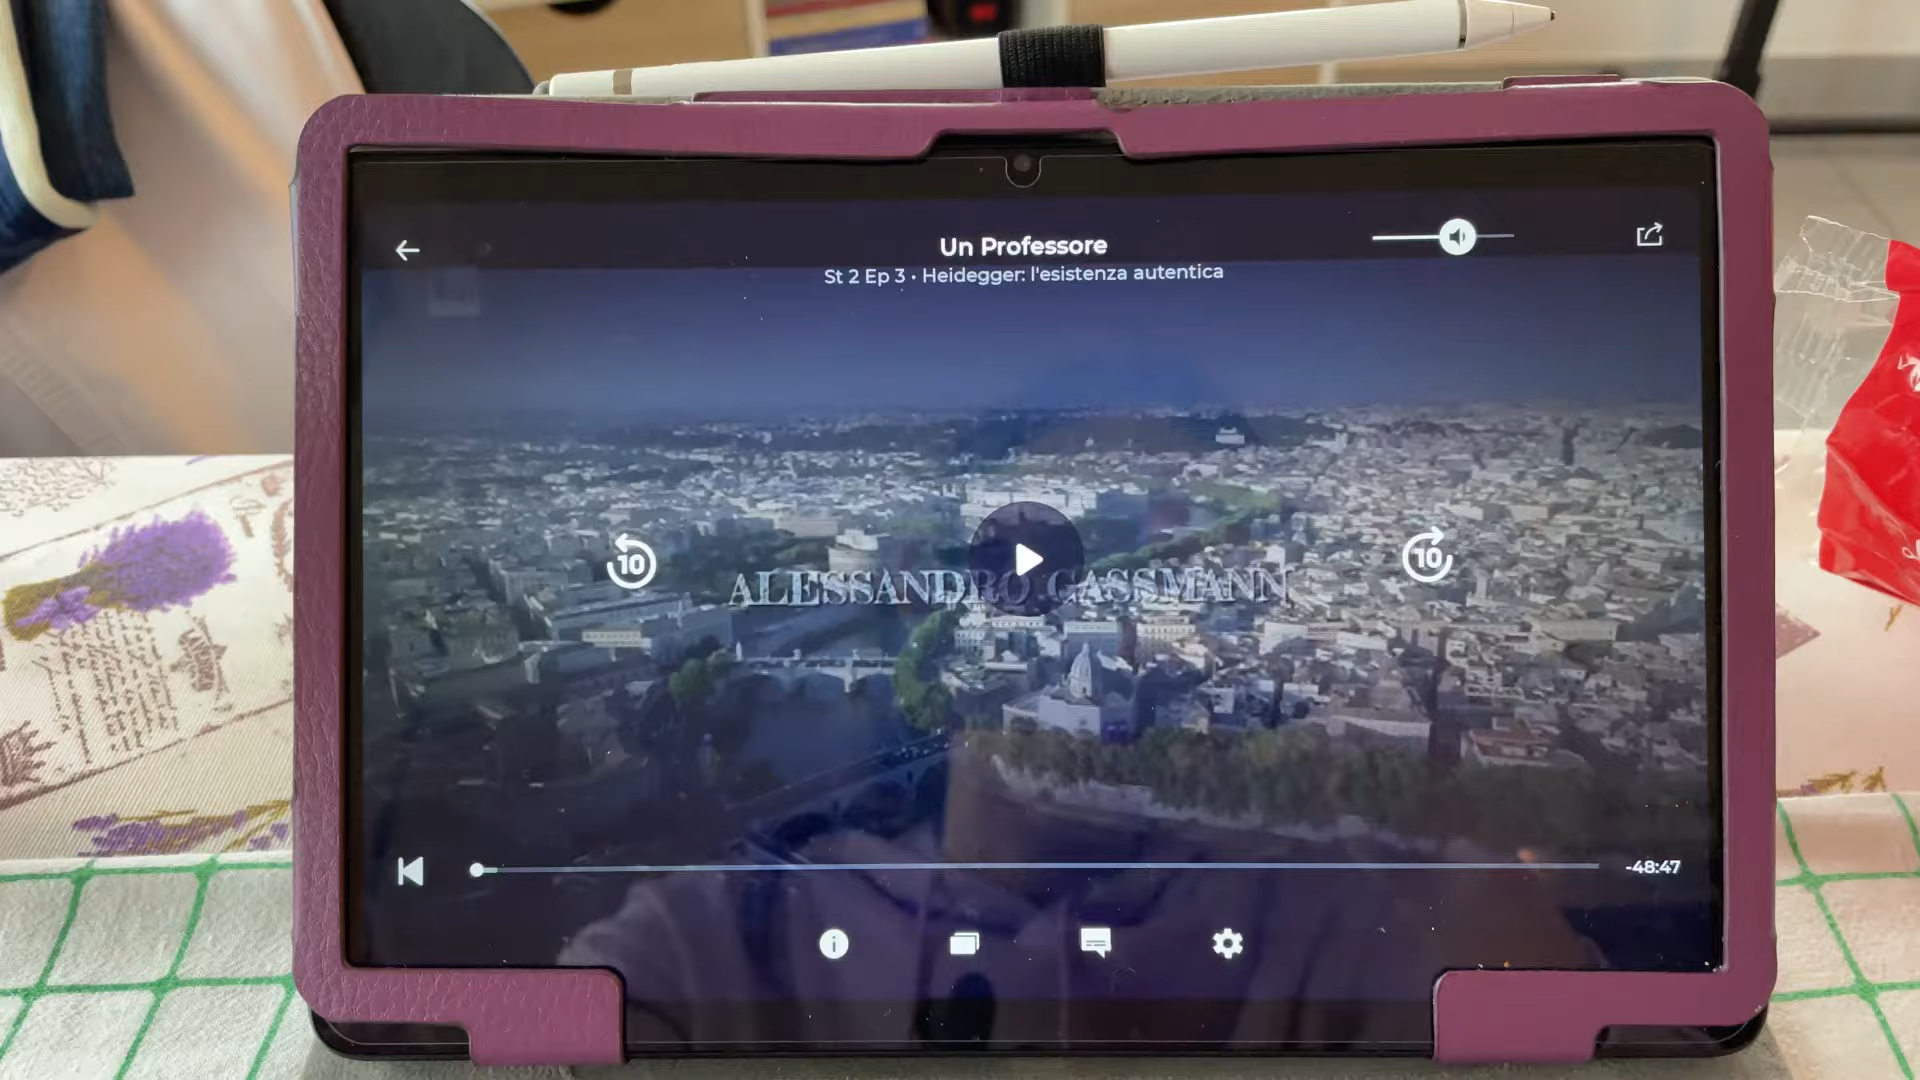 Un Professore
St 2 Ep 3 • Heidegger: l'esistenza autentica
10
10
ALESSANDRO GASSMANN
-48:47